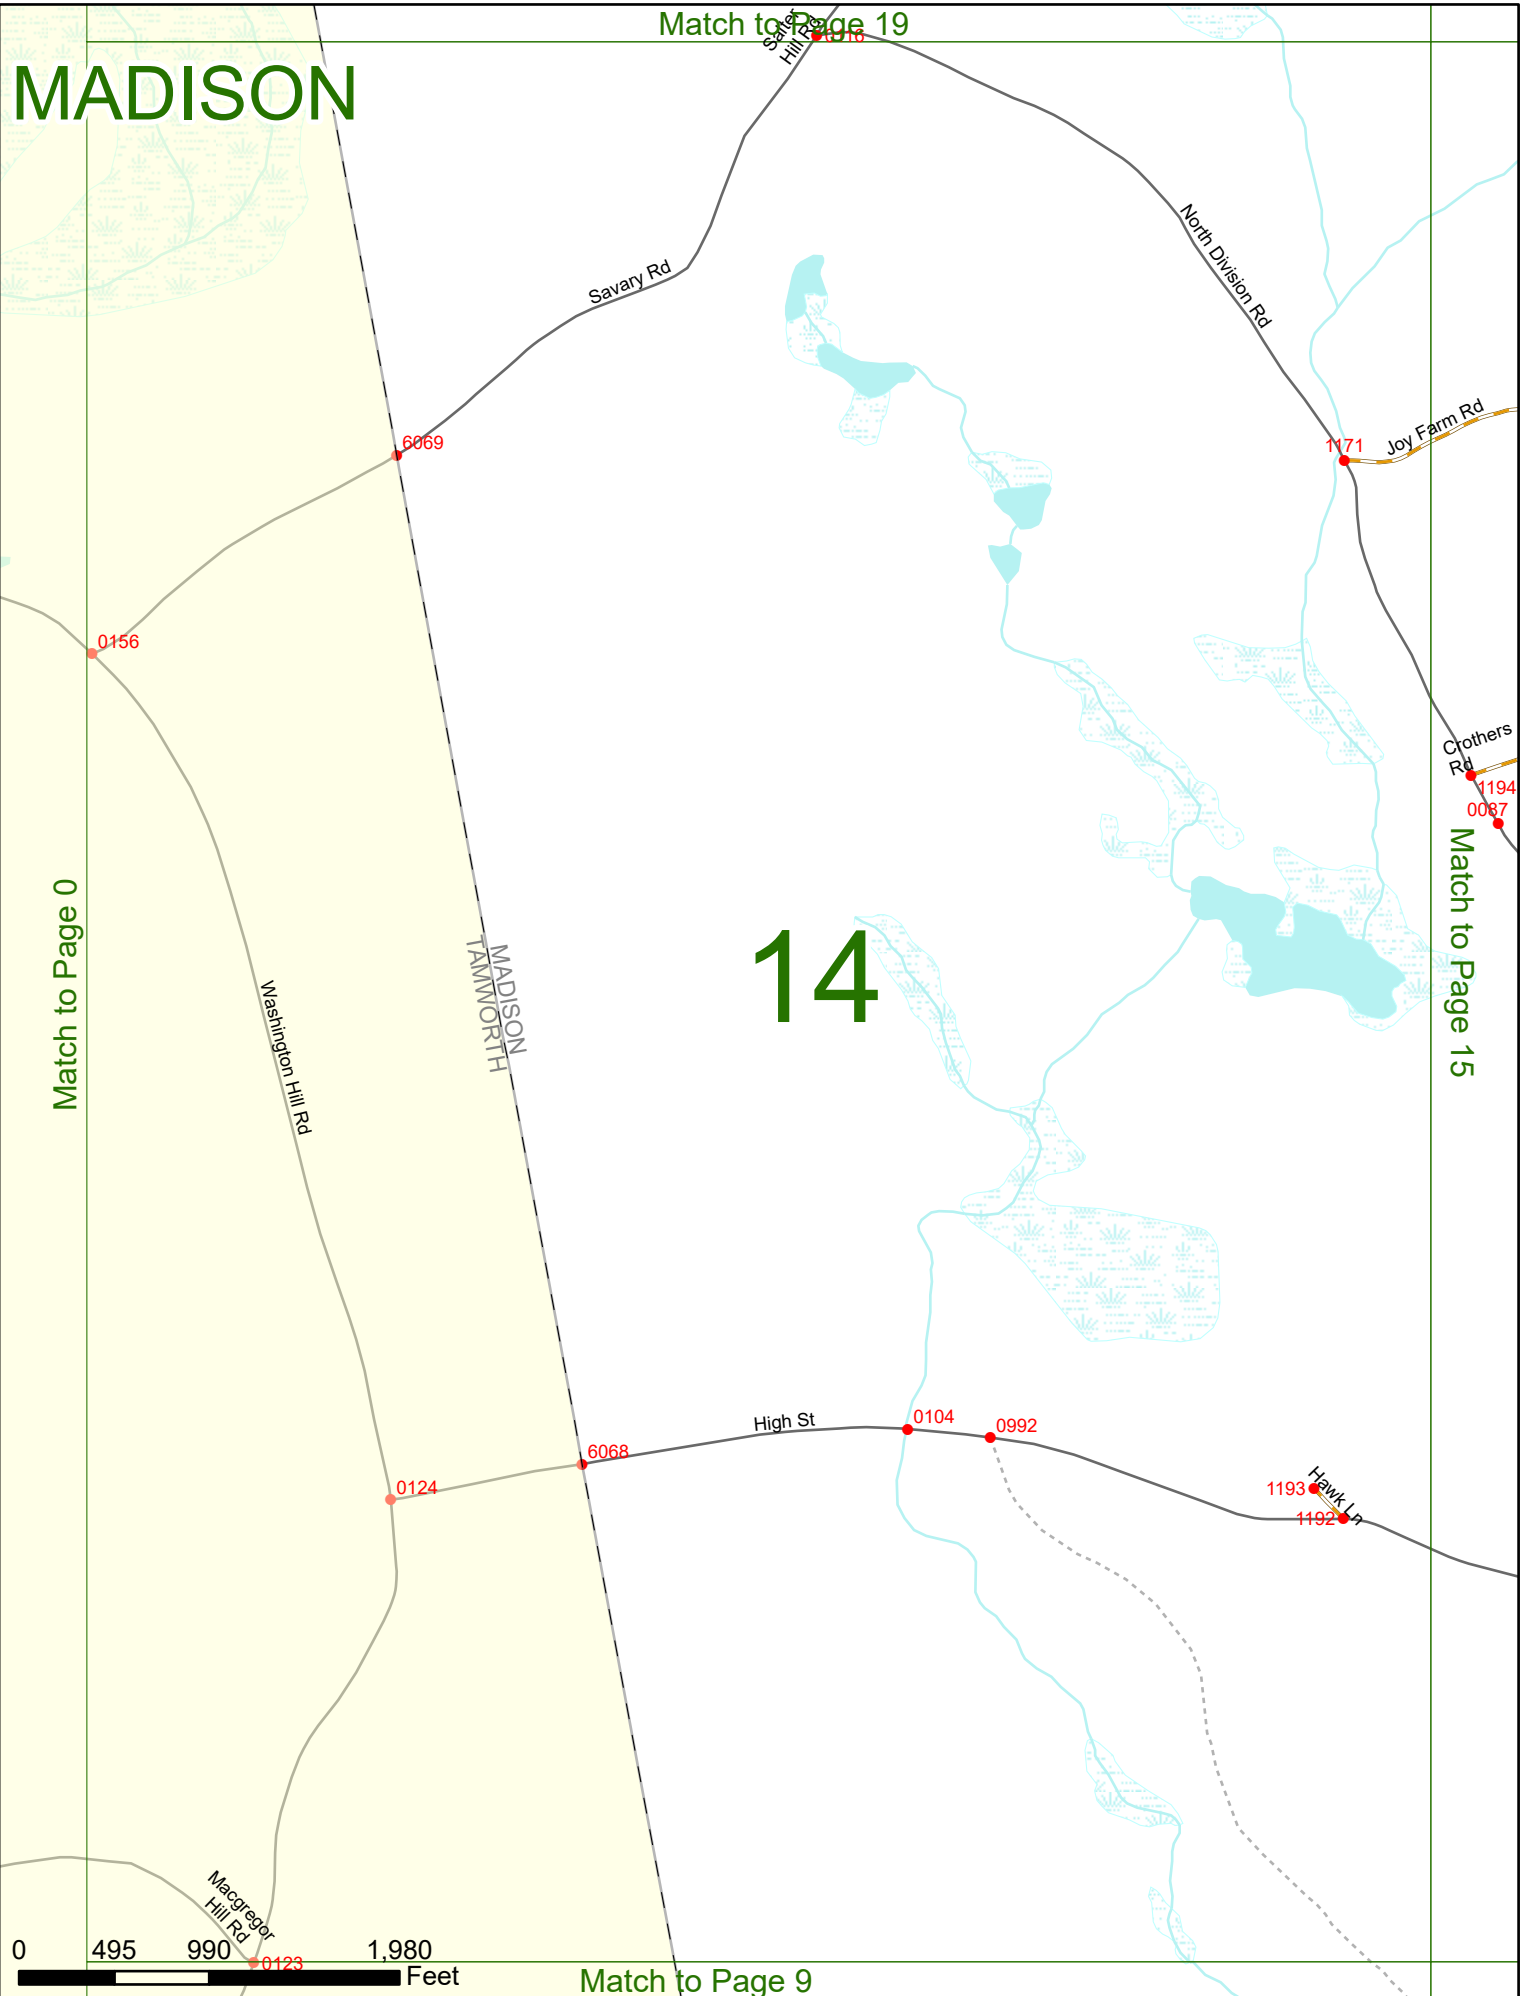 Match to Page 19
MADISON
Salter
Hill Rd
Savary Rd
North Division Rd
6069
1171
Joy Farm Rd
0156
Crothers
Rd
1194
0087
Match to Page 0
Match to Page 15
14
MADISON
TAMWORTH
Washington Hill Rd
High St
0104
0992
6068
0124
1193
Hawk Ln
1192
Macgregor
Hill Rd
0123
0 495 990 1,980
Feet
Match to Page 9